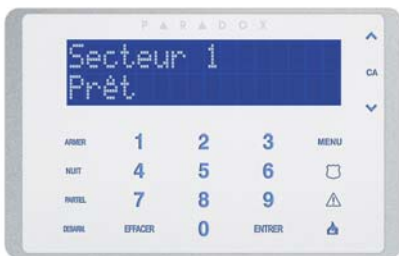 PARADOX
Secteur 1
Prêt
CA
ARMER 1 2 3 MENU
NUIT 4 5 6
PARTIEL 7 8 9
DÉSARM. EFFACER 0 ENTRER